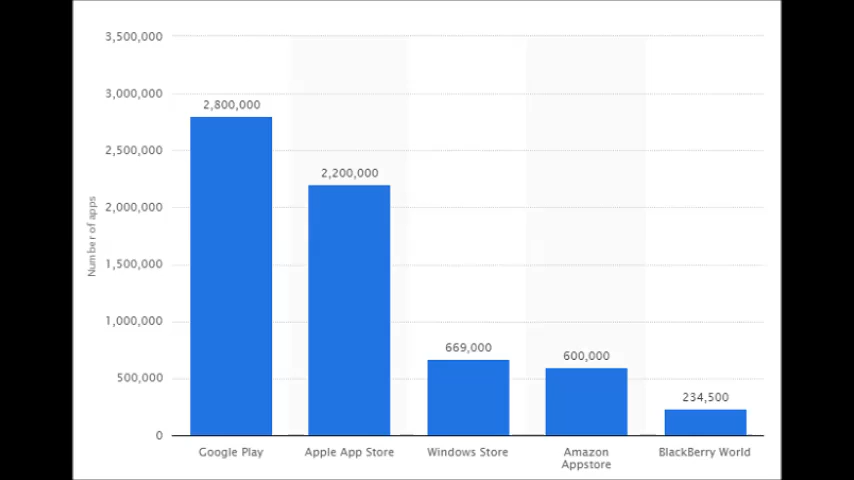 3,500,000
3,000,000
2,500,000
2,000,000
1,500,000
1,000,000
500,000
0
Number of apps
2,800,000
2,200,000
669,000
600,000
234,500
Google Play
Apple App Store
Windows Store
Amazon
Appstore
BlackBerry World